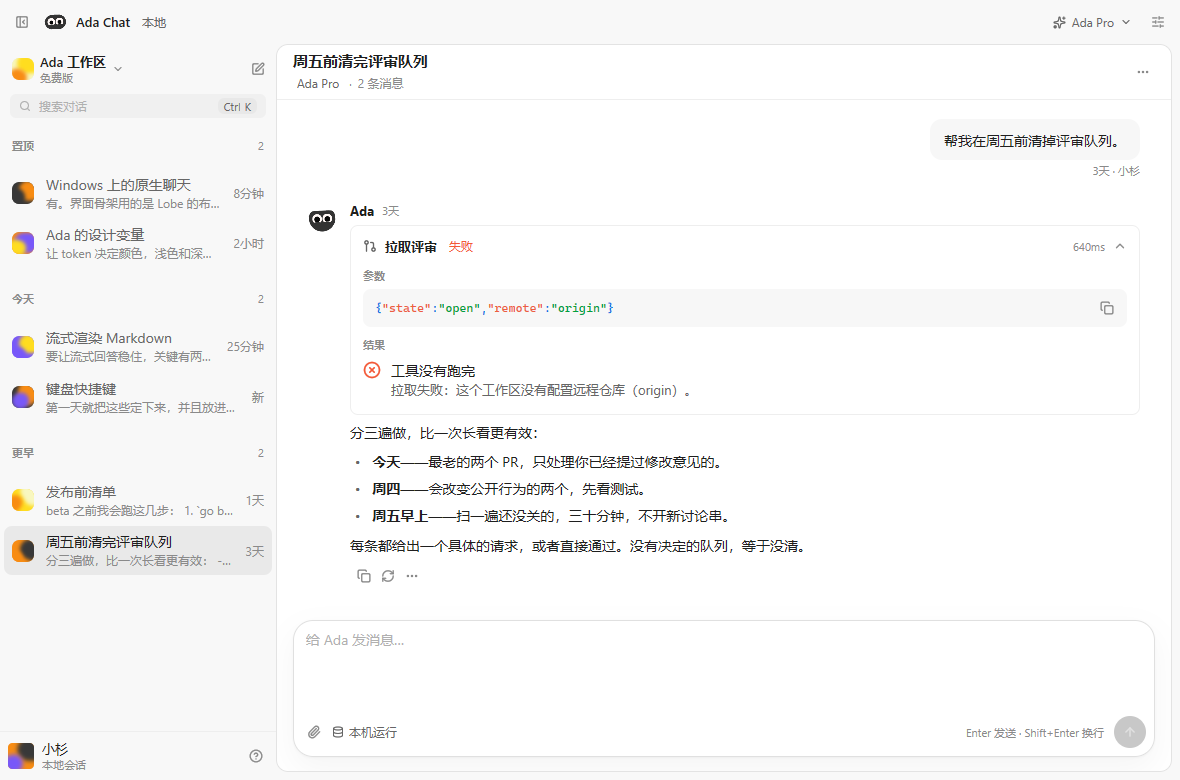 Ada Chat 本地
Ada Pro
Ada 工作区
免费版
搜索对话 Ctrl K
置顶 2
Windows 上的原生聊天
有。界面骨架用的是 Lobe 的布... 8分钟
Ada 的设计变量
让 token 决定颜色，浅色和深... 2小时
今天 2
流式渲染 Markdown
要让流式回答稳住，关键有两... 25分钟
键盘快捷键
第一天就把这些定下来，并且放进... 新
更早 2
发布前清单
beta 之前我会跑这几步： 1. `go b... 1天
周五前清完评审队列
分三遍做，比一次长看更有效： -... 3天
小杉
本地会话
周五前清完评审队列
Ada Pro · 2 条消息
帮我在周五前清掉评审队列。
3天 · 小杉
Ada 3天
拉取评审 失败 640ms
参数
{"state":"open","remote":"origin"}
结果
工具没有跑完
拉取失败：这个工作区没有配置远程仓库（origin）。
分三遍做，比一次长看更有效：
• 今天——最老的两个 PR，只处理你已经提过修改意见的。
• 周四——会改变公开行为的两个，先看测试。
• 周五早上——扫一遍还没关的，三十分钟，不开新讨论串。
每条都给出一个具体的请求，或者直接通过。没有决定的队列，等于没清。
给 Ada 发消息...
本机运行
Enter 发送 · Shift+Enter 换行